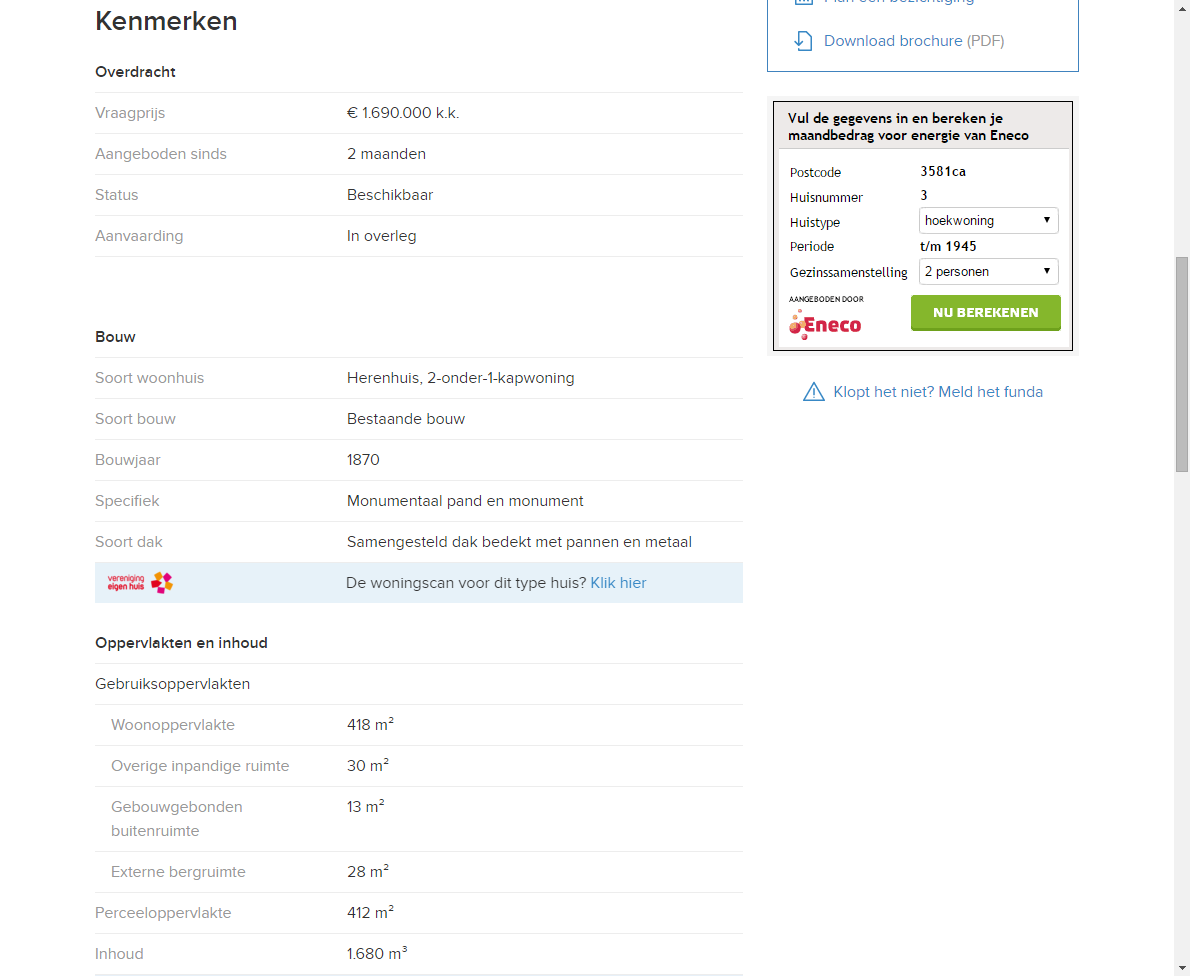 Kenmerken
Overdracht
Vraagprijs € 1.690.000 k.k.
Aangeboden sinds 2 maanden
Status Beschikbaar
Aanvaarding In overleg
Bouw
Soort woonhuis Herenhuis, 2-onder-1-kapwoning
Soort bouw Bestaande bouw
Bouwjaar 1870
Specifiek Monumentaal pand en monument
Soort dak Samengesteld dak bedekt met pannen en metaal
vereniging
eigen huis
De woningscan voor dit type huis? Klik hier
Oppervlakten en inhoud
Gebruiksoppervlakten
Woonoppervlakte 418 m²
Overige inpandige ruimte 30 m²
Gebouwgebonden 13 m²
buitenruimte
Externe bergruimte 28 m²
Perceeloppervlakte 412 m²
Inhoud 1.680 m³
Plan een bezichtiging
Download brochure (PDF)
Vul de gegevens in en bereken je
maandbedrag voor energie van Eneco
Postcode 3581ca
Huisnummer 3
Huistype hoekwoning
Periode t/m 1945
Gezinssamenstelling 2 personen
AANGEBODEN DOOR
Eneco
NU BEREKENEN
Klopt het niet? Meld het funda